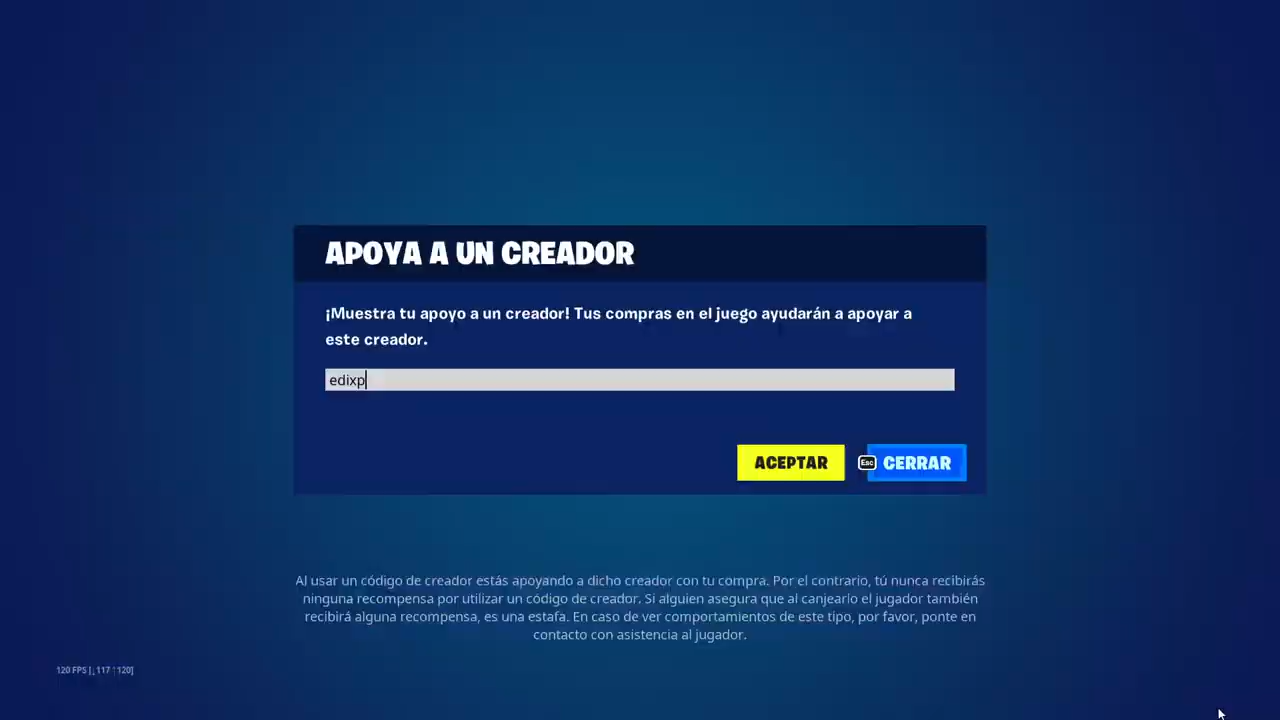 APOYA A UN CREADOR
¡Muestra tu apoyo a un creador! Tus compras en el juego ayudarán a apoyar a
este creador.
edixp
ACEPTAR
Esc CERRAR
Al usar un código de creador estás apoyando a dicho creador con tu compra. Por el contrario, tú nunca recibirás
ninguna recompensa por utilizar un código de creador. Si alguien asegura que al canjearlo el jugador también
recibirá alguna recompensa, es una estafa. En caso de ver comportamientos de este tipo, por favor, ponte en
contacto con asistencia al jugador.
120 FPS [↓117 ↑120]